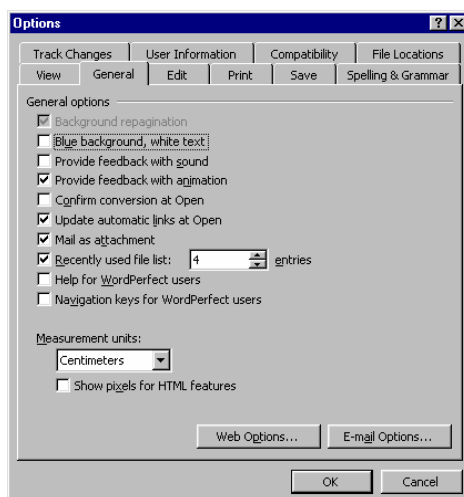 Options
Track Changes User Information Compatibility File Locations
View General Edit Print Save Spelling & Grammar
General options
Background repagination
Blue background, white text
Provide feedback with sound
Provide feedback with animation
Confirm conversion at Open
Update automatic links at Open
Mail as attachment
Recently used file list: 4 entries
Help for WordPerfect users
Navigation keys for WordPerfect users
Measurement units:
Centimeters
Show pixels for HTML features
Web Options... E-mail Options...
OK Cancel